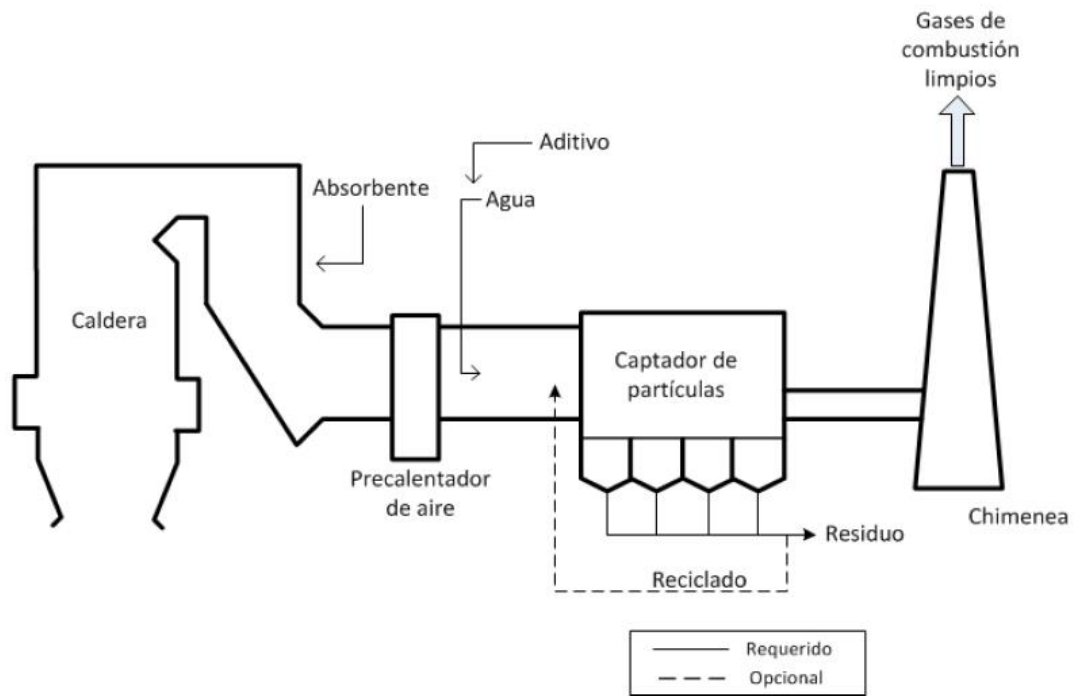 Gases de
combustión
limpios
Aditivo
Absorbente
Agua
Caldera
Captador de
partículas
Precalentador
de aire
Chimenea
Residuo
Reciclado
Requerido
Opcional